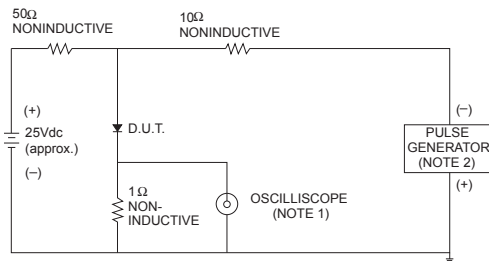 50Ω
NONINDUCTIVE
10Ω
NONINDUCTIVE
(+)
25Vdc
(approx.)
(–)
D.U.T.
1Ω
NON-
INDUCTIVE
OSCILLISCOPE
(NOTE 1)
(–)
PULSE
GENERATOR
(NOTE 2)
(+)